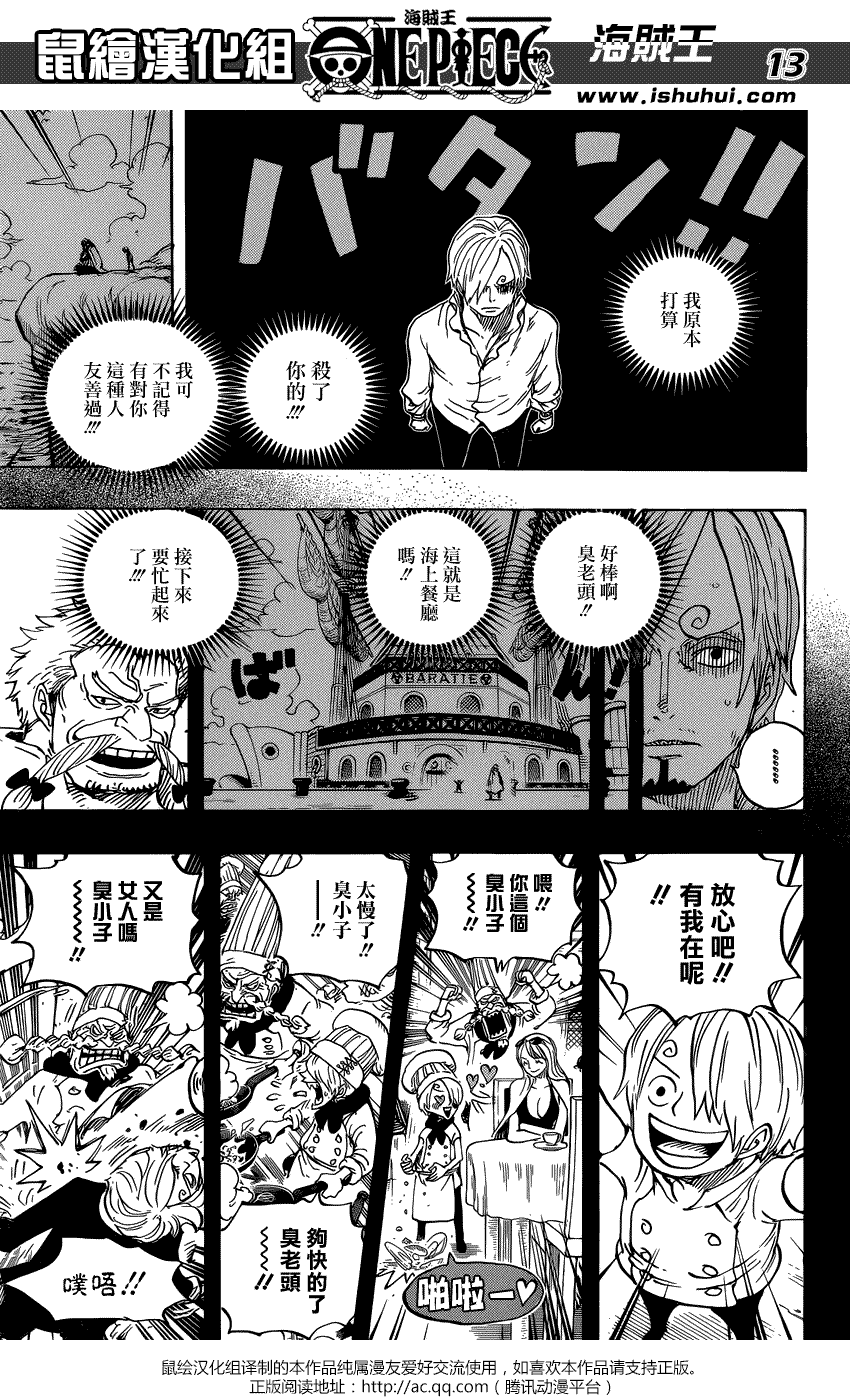 鼠繪漢化組
海賊王
ONE PIECE
海賊王
13
www.ishuhui.com
バタン!!
我原本
打算
殺了
你的!!!
我可
不記得
有對你
這種人
友善過!!!
好棒啊
臭老頭!!
這就是
海上餐廳
嗎!!
接下來
要忙起來
了!!!
BARATIE
ばん!
………
放心吧!!
有我在呢
!!
喂!!
你這個
臭小子
~~~!!
啪啦ー♥
太慢了!!
臭小子
——!!
夠快的了
臭老頭
~~~!!
又是
女人嗎
臭小子
~~~~!!
噗唔!!
鼠绘汉化组译制的本作品纯属漫友爱好交流使用，如喜欢本作品请支持正版。
正版阅读地址：http://ac.qq.com（腾讯动漫平台）